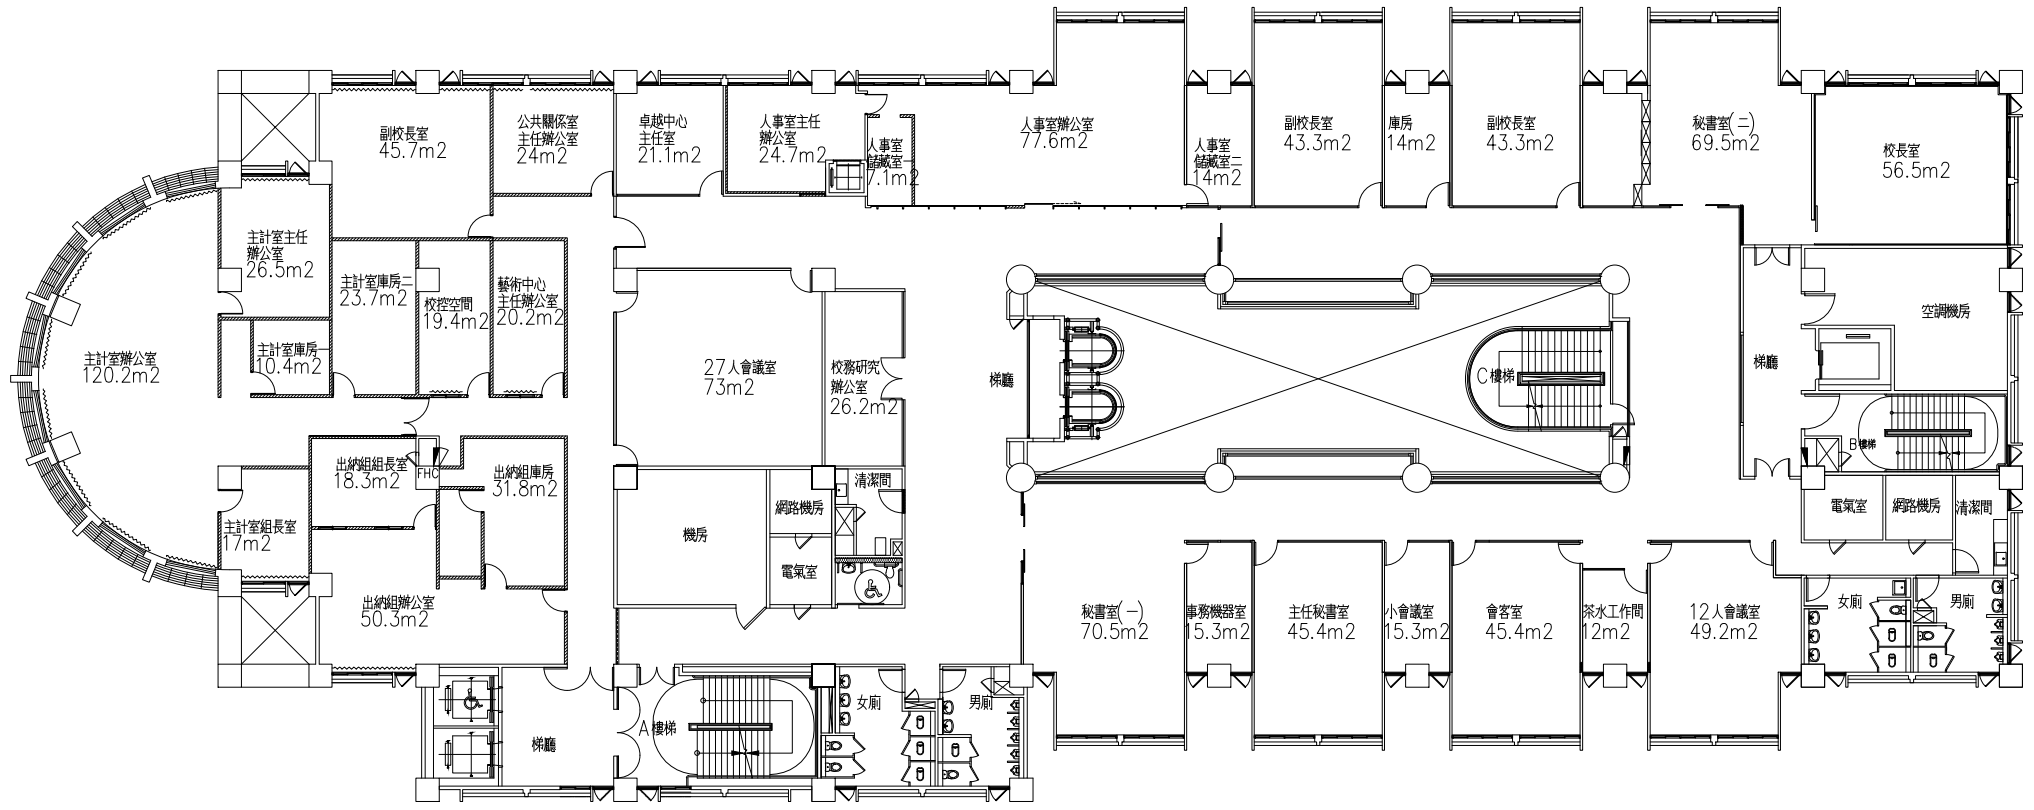 副校長室
45.7m2
公共關係室
主任辦公室
24m2
卓越中心
主任室
21.1m2
人事室主任
辦公室
24.7m2
人事室
儲藏室一
7.1m2
人事室辦公室
77.6m2
人事室
儲藏室二
14m2
副校長室
43.3m2
庫房
14m2
副校長室
43.3m2
秘書室(二)
69.5m2
校長室
56.5m2
主計室主任
辦公室
26.5m2
主計室庫房二
23.7m2
校控空間
19.4m2
藝術中心
主任辦公室
20.2m2
主計室辦公室
120.2m2
主計室庫房一
10.4m2
27人會議室
73m2
校務研究
辦公室
26.2m2
梯廳
C樓梯
梯廳
空調機房
B樓梯
出納組組長室
18.3m2
FHC
出納組庫房
31.8m2
主計室組長室
17m2
機房
網路機房
清潔間
電氣室
電氣室
網路機房
清潔間
出納組辦公室
50.3m2
秘書室(一)
70.5m2
事務機器室
15.3m2
主任秘書室
45.4m2
小會議室
15.3m2
會客室
45.4m2
茶水工作間
12m2
12人會議室
49.2m2
女廁
男廁
梯廳
A樓梯
女廁
男廁